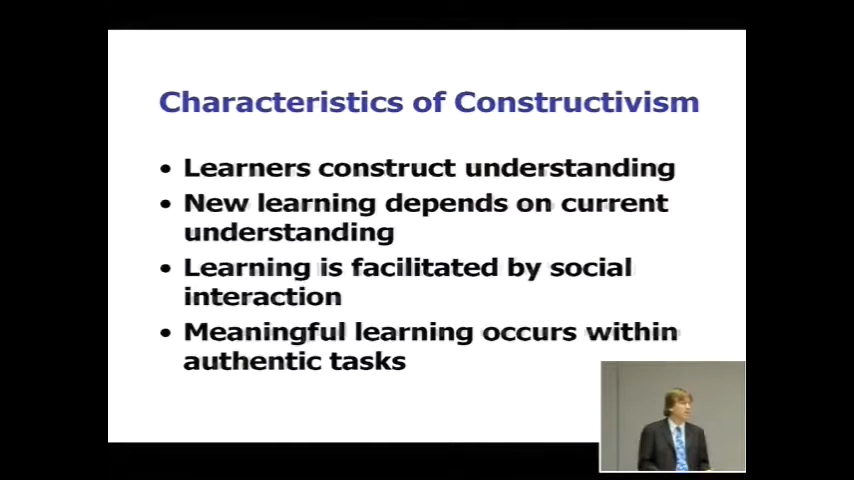 Characteristics of Constructivism
• Learners construct understanding
• New learning depends on current
understanding
• Learning is facilitated by social
interaction
• Meaningful learning occurs within
authentic tasks